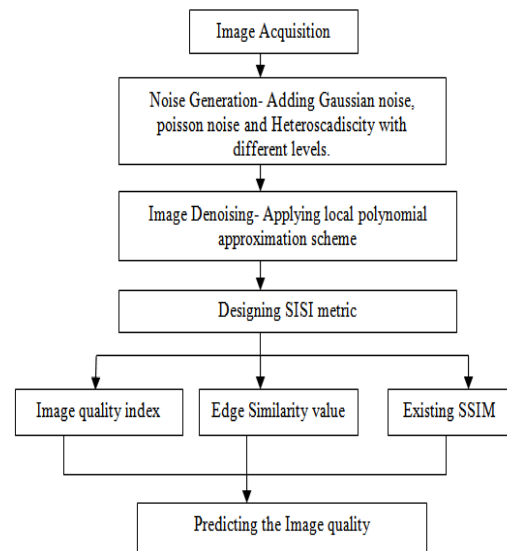 Image Acquisition
Noise Generation- Adding Gaussian noise,
poisson noise and Heteroscadiscity with
different levels.
Image Denoising- Applying local polynomial
approximation scheme
Designing SISI metric
Image quality index
Edge Similarity value
Existing SSIM
Predicting the Image quality